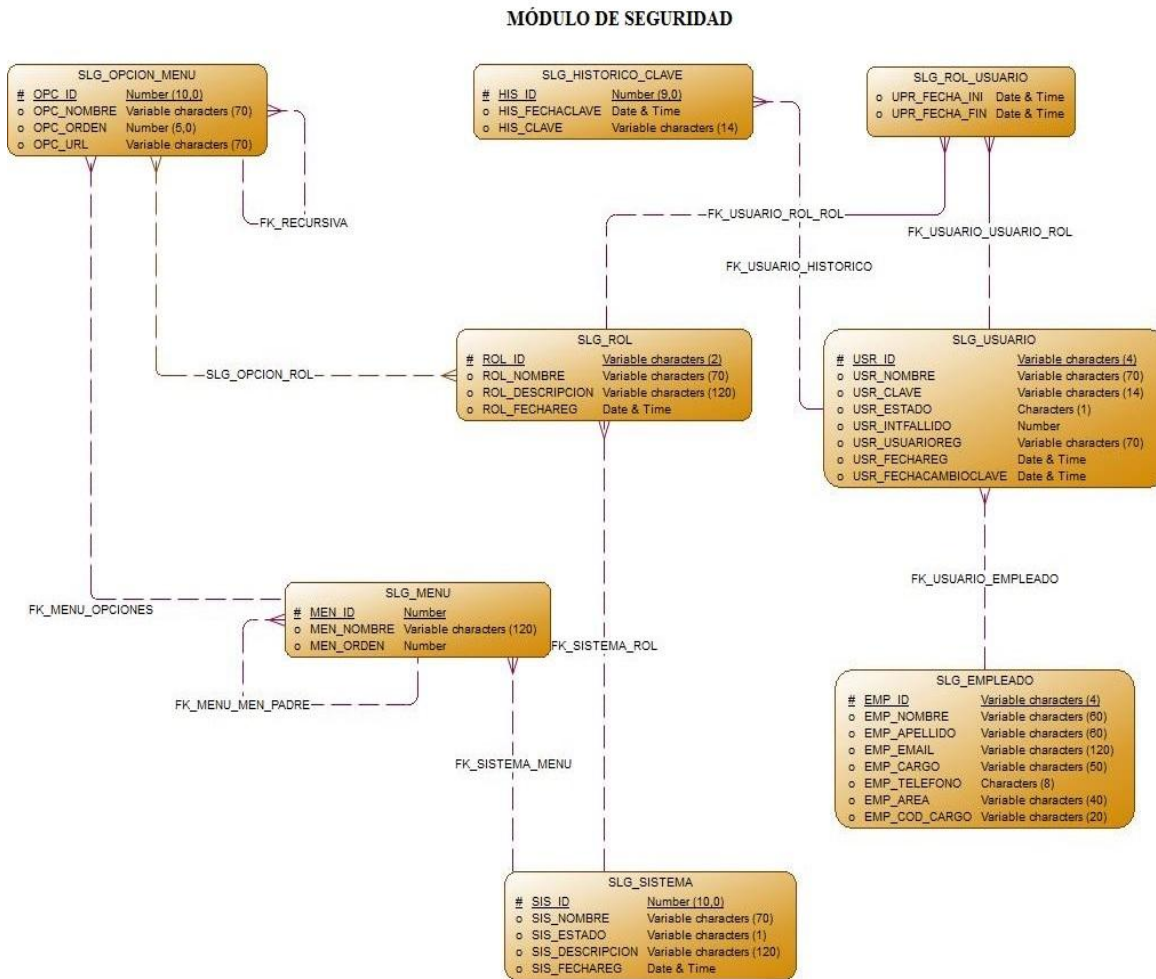 MÓDULO DE SEGURIDAD
SLG_OPCION_MENU
# OPC_ID Number (10,0)
o OPC_NOMBRE Variable characters (70)
o OPC_ORDEN Number (5,0)
o OPC_URL Variable characters (70)
SLG_HISTORICO_CLAVE
# HIS_ID Number (9,0)
o HIS_FECHACLAVE Date & Time
o HIS_CLAVE Variable characters (14)
SLG_ROL_USUARIO
o UPR_FECHA_INI Date & Time
o UPR_FECHA_FIN Date & Time
FK_RECURSIVA
FK_USUARIO_ROL_ROL
FK_USUARIO_USUARIO_ROL
FK_USUARIO_HISTORICO
SLG_OPCION_ROL
SLG_ROL
# ROL_ID Variable characters (2)
o ROL_NOMBRE Variable characters (70)
o ROL_DESCRIPCION Variable characters (120)
o ROL_FECHAREG Date & Time
SLG_USUARIO
# USR_ID Variable characters (4)
o USR_NOMBRE Variable characters (70)
o USR_CLAVE Variable characters (14)
o USR_ESTADO Characters (1)
o USR_INTFALLIDO Number
o USR_USUARIOREG Variable characters (70)
o USR_FECHAREG Date & Time
o USR_FECHACAMBIOCLAVE Date & Time
FK_USUARIO_EMPLEADO
FK_MENU_OPCIONES
SLG_MENU
# MEN_ID Number
o MEN_NOMBRE Variable characters (120)
o MEN_ORDEN Number
FK_SISTEMA_ROL
FK_MENU_MEN_PADRE
FK_SISTEMA_MENU
SLG_EMPLEADO
# EMP_ID Variable characters (4)
o EMP_NOMBRE Variable characters (60)
o EMP_APELLIDO Variable characters (60)
o EMP_EMAIL Variable characters (120)
o EMP_CARGO Variable characters (50)
o EMP_TELEFONO Characters (8)
o EMP_AREA Variable characters (40)
o EMP_COD_CARGO Variable characters (20)
SLG_SISTEMA
# SIS_ID Number (10,0)
o SIS_NOMBRE Variable characters (70)
o SIS_ESTADO Variable characters (1)
o SIS_DESCRIPCION Variable characters (120)
o SIS_FECHAREG Date & Time